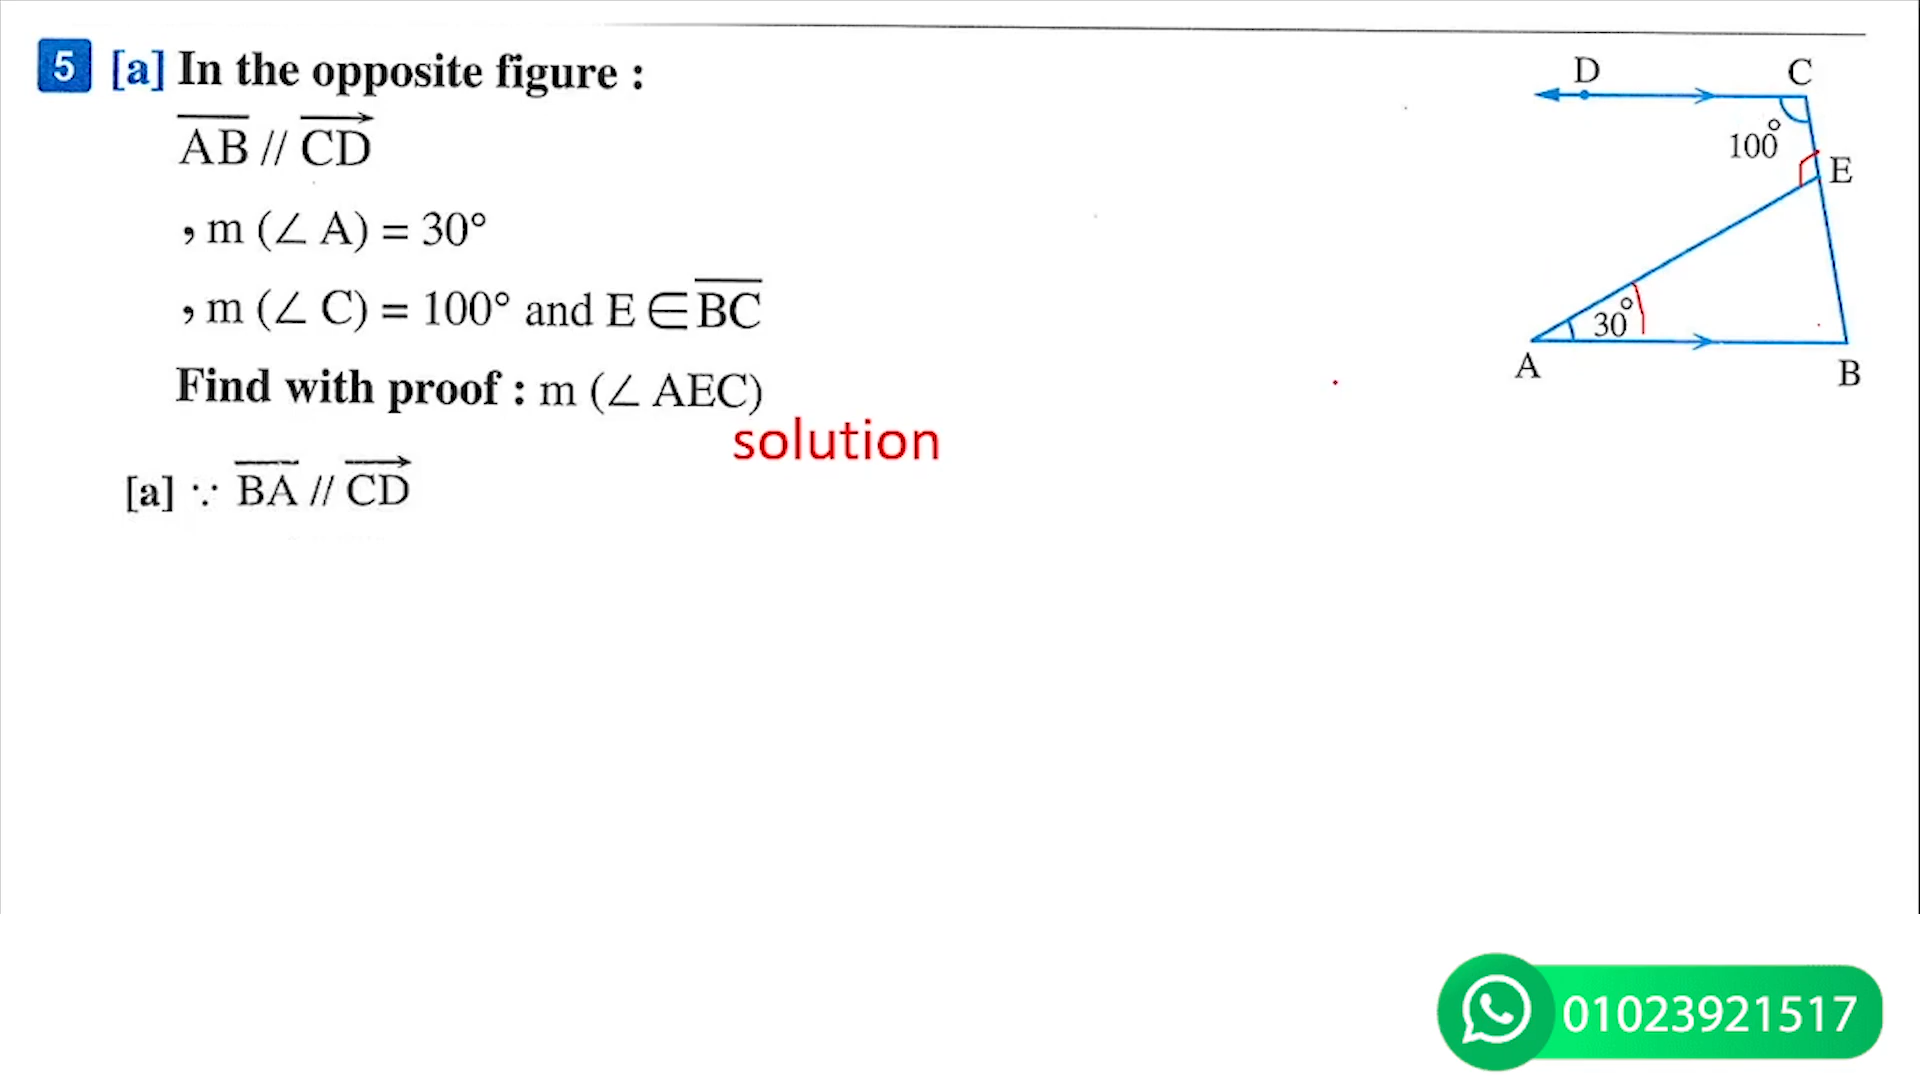 5 [a] In the opposite figure :
AB // CD
, m (∠ A) = 30°
, m (∠ C) = 100° and E ∈ BC
Find with proof : m (∠ AEC)
solution
[a] ∵ BA // CD
D C
100°
E
30°
A B
01023921517